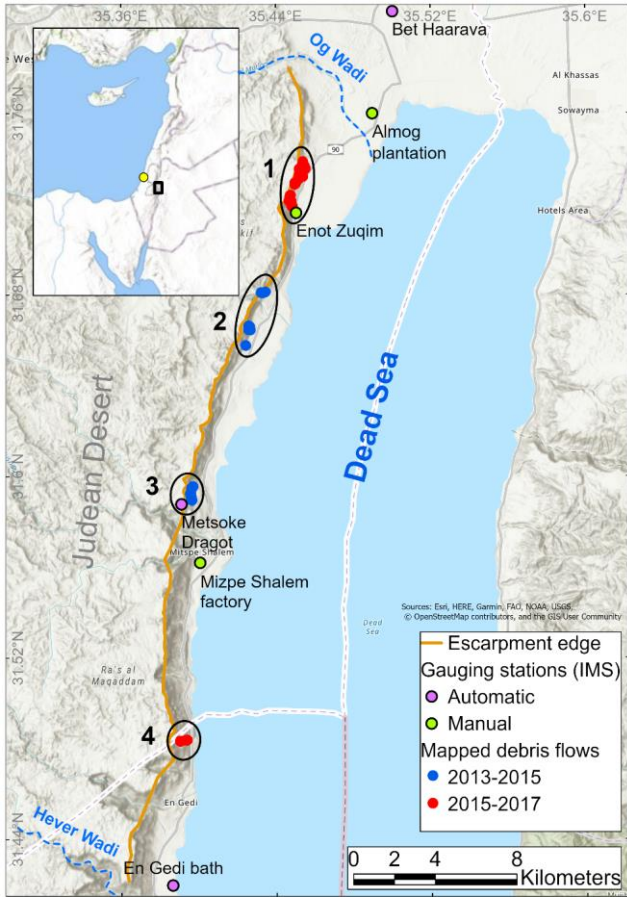 35.36°E
35.44°E
35.52°E
35.6°E
Bet Haarava
Og Wadi
Al Khassas
Sowayma
31.76°N
Almog
plantation
90
1
Enot Zuqim
Hotels Area
31.68°N
2
Dead Sea
Judean Desert
31.6°N
3
Metsoke
Dragot
Mitspe Shalem
Mizpe Shalem
factory
Sources: Esri, HERE, Garmin, FAO, NOAA, USGS,
© OpenStreetMap contributors, and the GIS User Community
Dead
Sea
31.52°N
Ra's al
Maqaddam
4
En Gedi
31.44°N
Hever Wadi
En Gedi bath
Escarpment edge
Gauging stations (IMS)
Automatic
Manual
Mapped debris flows
2013-2015
2015-2017
0 2 4 8
Kilometers